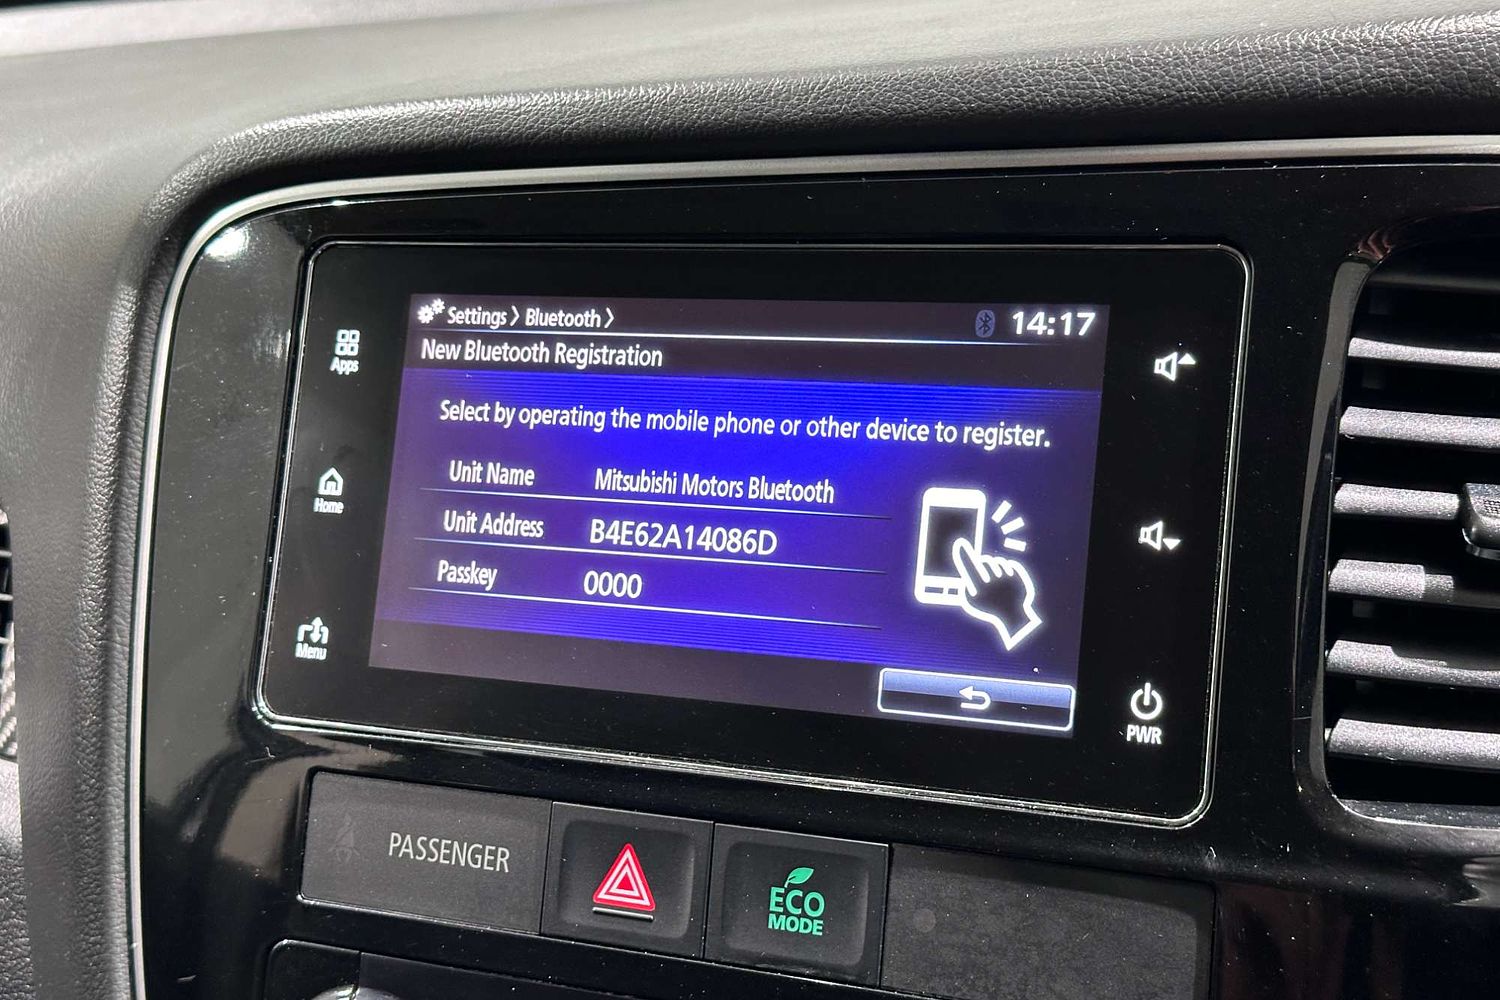 Settings > Bluetooth >
14:17
New Bluetooth Registration
Select by operating the mobile phone or other device to register.
Unit Name Mitsubishi Motors Bluetooth
Unit Address B4E62A14086D
Passkey 0000
Apps
Home
Menu
PWR
PASSENGER
ECO
MODE